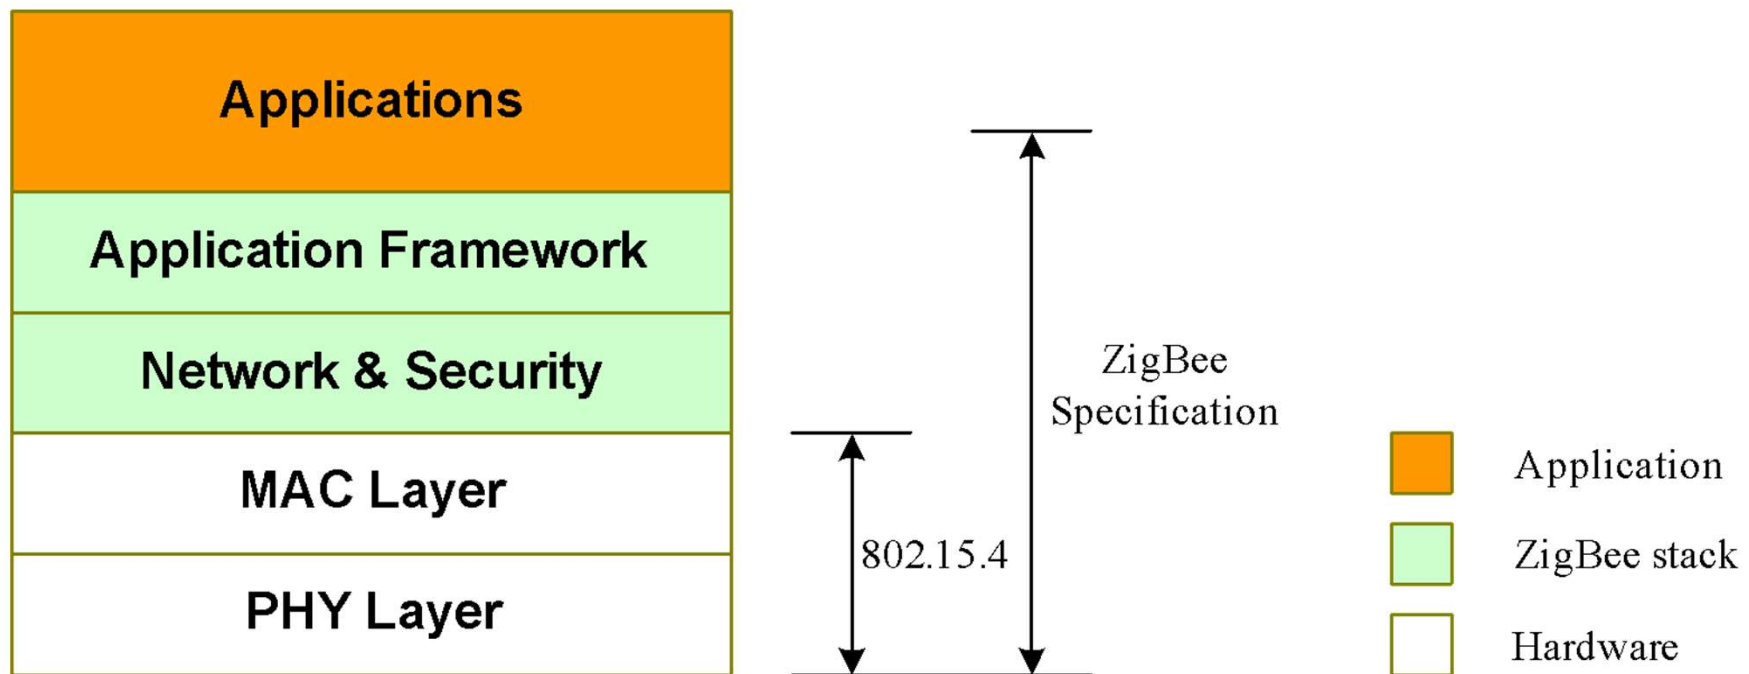 Applications
Application Framework
Network & Security
MAC Layer
PHY Layer
802.15.4
ZigBee
Specification
Application
ZigBee stack
Hardware